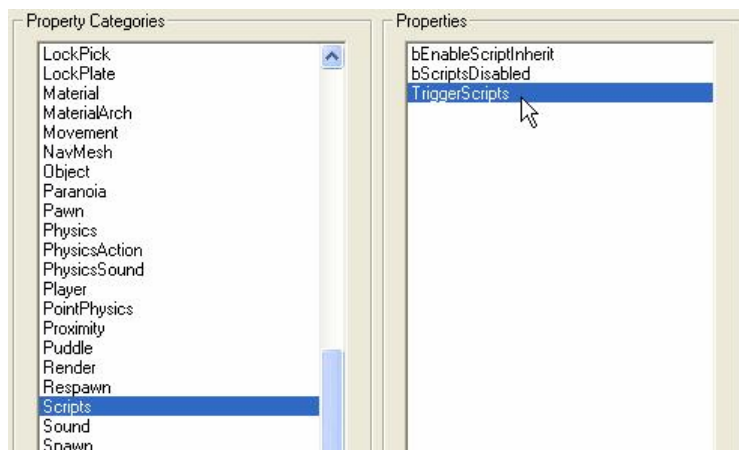 Property Categories
LockPick
LockPlate
Material
MaterialArch
Movement
NavMesh
Object
Paranoia
Pawn
Physics
PhysicsAction
PhysicsSound
Player
PointPhysics
Proximity
Puddle
Render
Respawn
Scripts
Sound
Spawn
Properties
bEnableScriptInherit
bScriptsDisabled
TriggerScripts